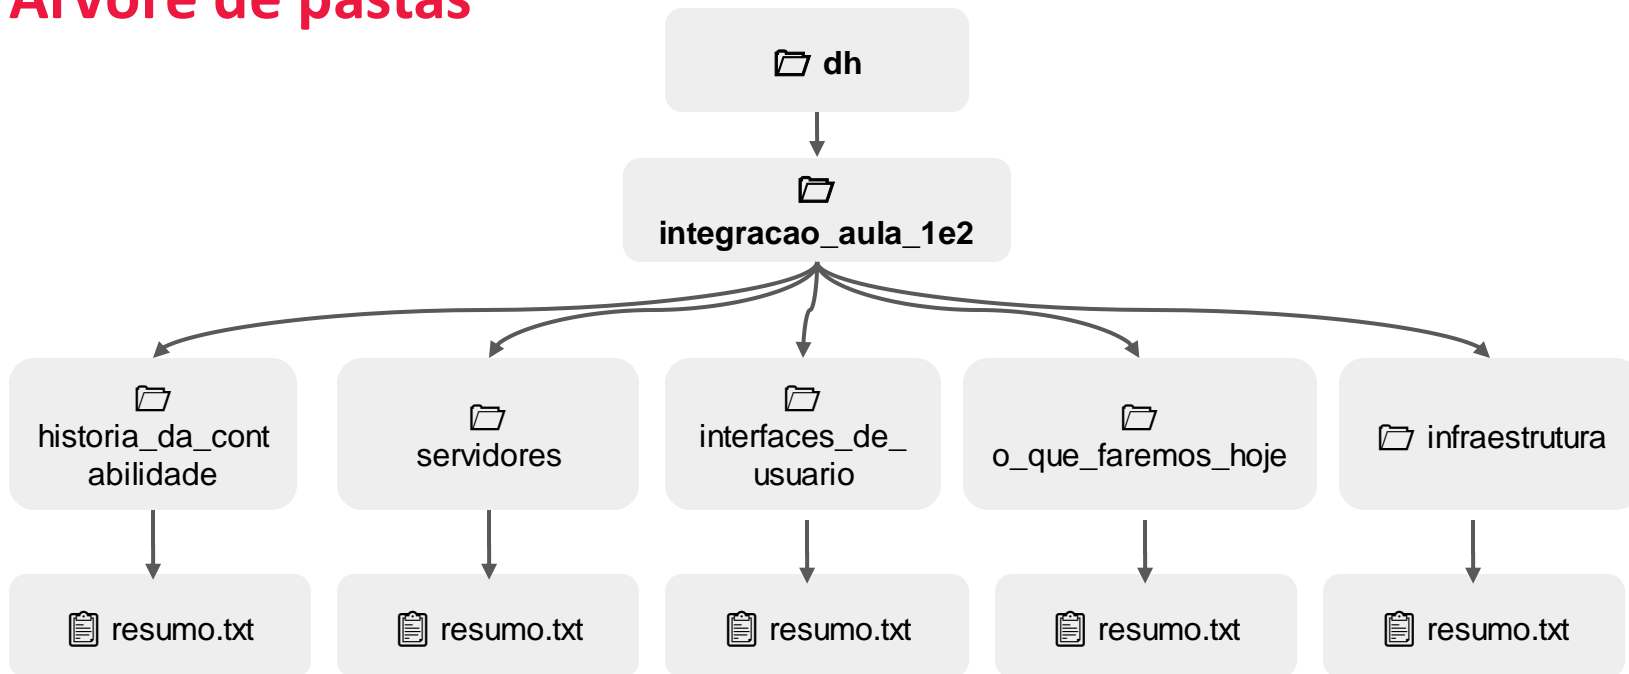 Árvore de pastas
dh
integracao_aula_1e2
historia_da_cont
abilidade
servidores
interfaces_de_
usuario
o_que_faremos_hoje
infraestrutura
resumo.txt
resumo.txt
resumo.txt
resumo.txt
resumo.txt